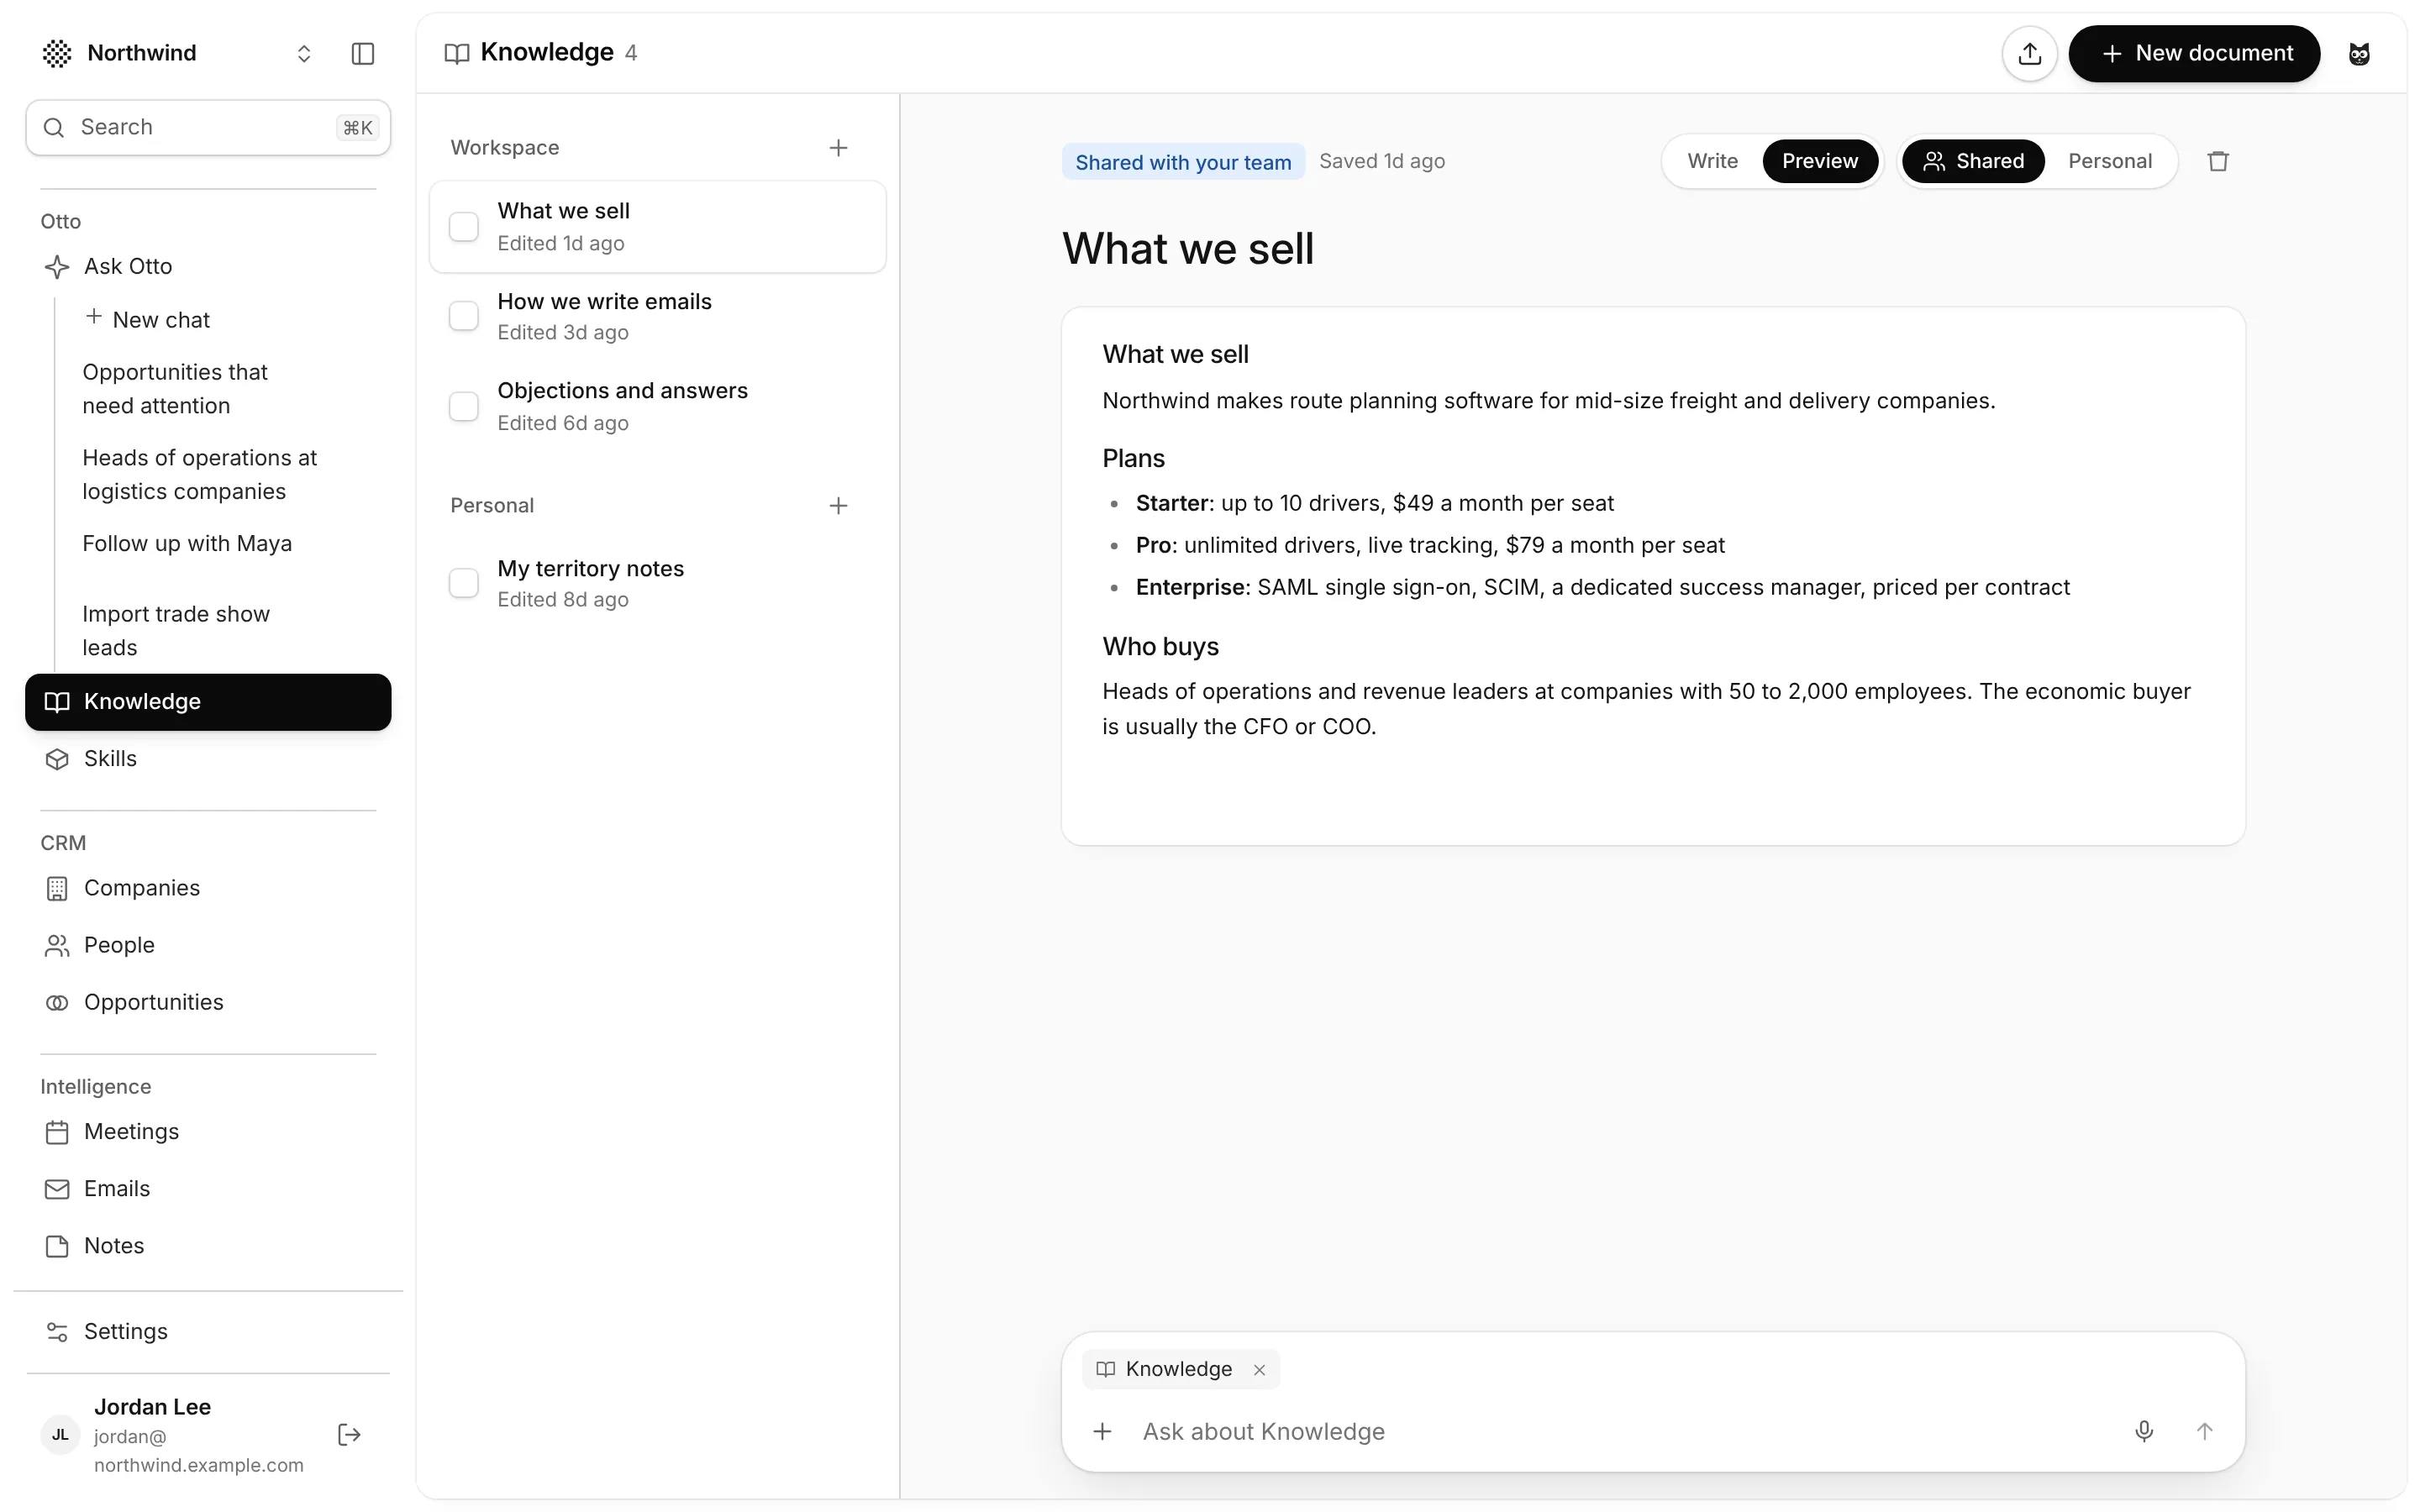 Northwind
Search
⌘K
Otto
Ask Otto
New chat
Opportunities that
need attention
Heads of operations at
logistics companies
Follow up with Maya
Import trade show
leads
Knowledge
Skills
CRM
Companies
People
Opportunities
Intelligence
Meetings
Emails
Notes
Settings
JL
Jordan Lee
jordan@
northwind.example.com
Knowledge 4
New document
Workspace
What we sell
Edited 1d ago
How we write emails
Edited 3d ago
Objections and answers
Edited 6d ago
Personal
My territory notes
Edited 8d ago
Shared with your team Saved 1d ago
Write Preview Shared Personal
What we sell
What we sell
Northwind makes route planning software for mid-size freight and delivery companies.
Plans
• Starter: up to 10 drivers, $49 a month per seat
• Pro: unlimited drivers, live tracking, $79 a month per seat
• Enterprise: SAML single sign-on, SCIM, a dedicated success manager, priced per contract
Who buys
Heads of operations and revenue leaders at companies with 50 to 2,000 employees. The economic buyer
is usually the CFO or COO.
Knowledge
Ask about Knowledge